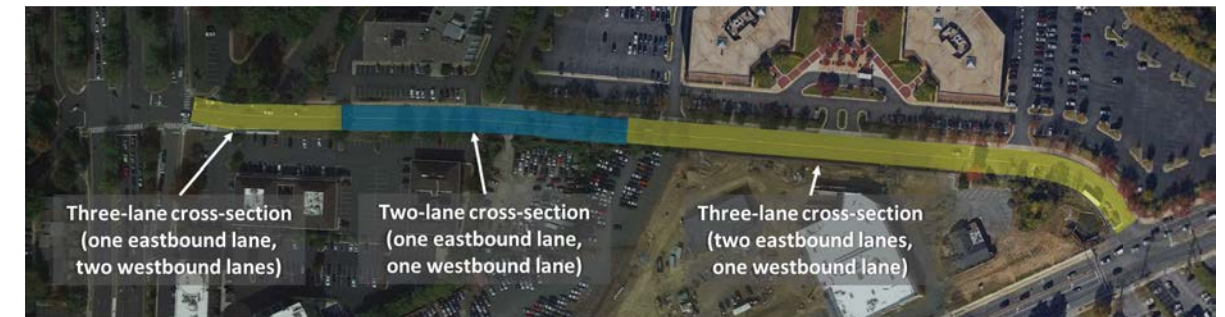 Three-lane cross-section
(one eastbound lane,
two westbound lanes)
Two-lane cross-section
(one eastbound lane,
one westbound lane)
Three-lane cross-section
(two eastbound lanes,
one westbound lane)